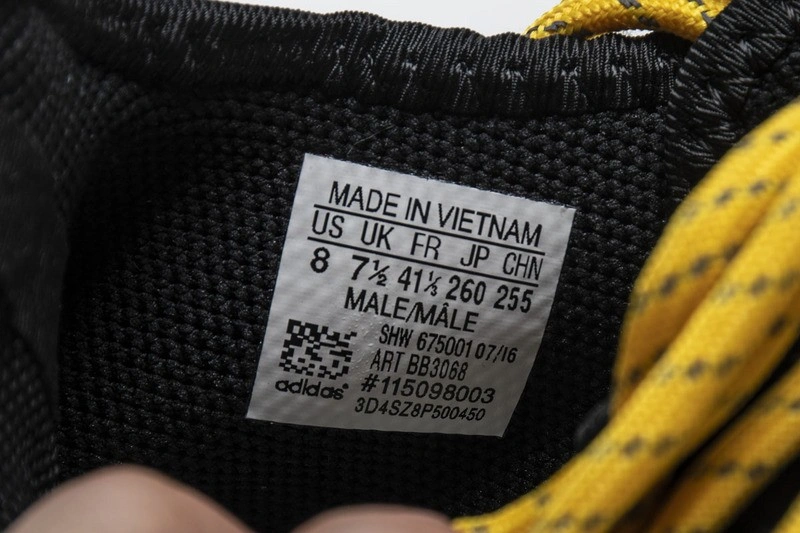 MADE IN VIETNAM
US UK FR JP CHN
8 7½ 41⅓ 260 255
MALE/MÂLE
SHW 675001 07/16
ART BB3068
#115098003
adidas®
3D4SZ8P500450